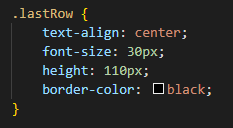 .lastRow {
    text-align: center;
    font-size: 30px;
    height: 110px;
    border-color: black;
}